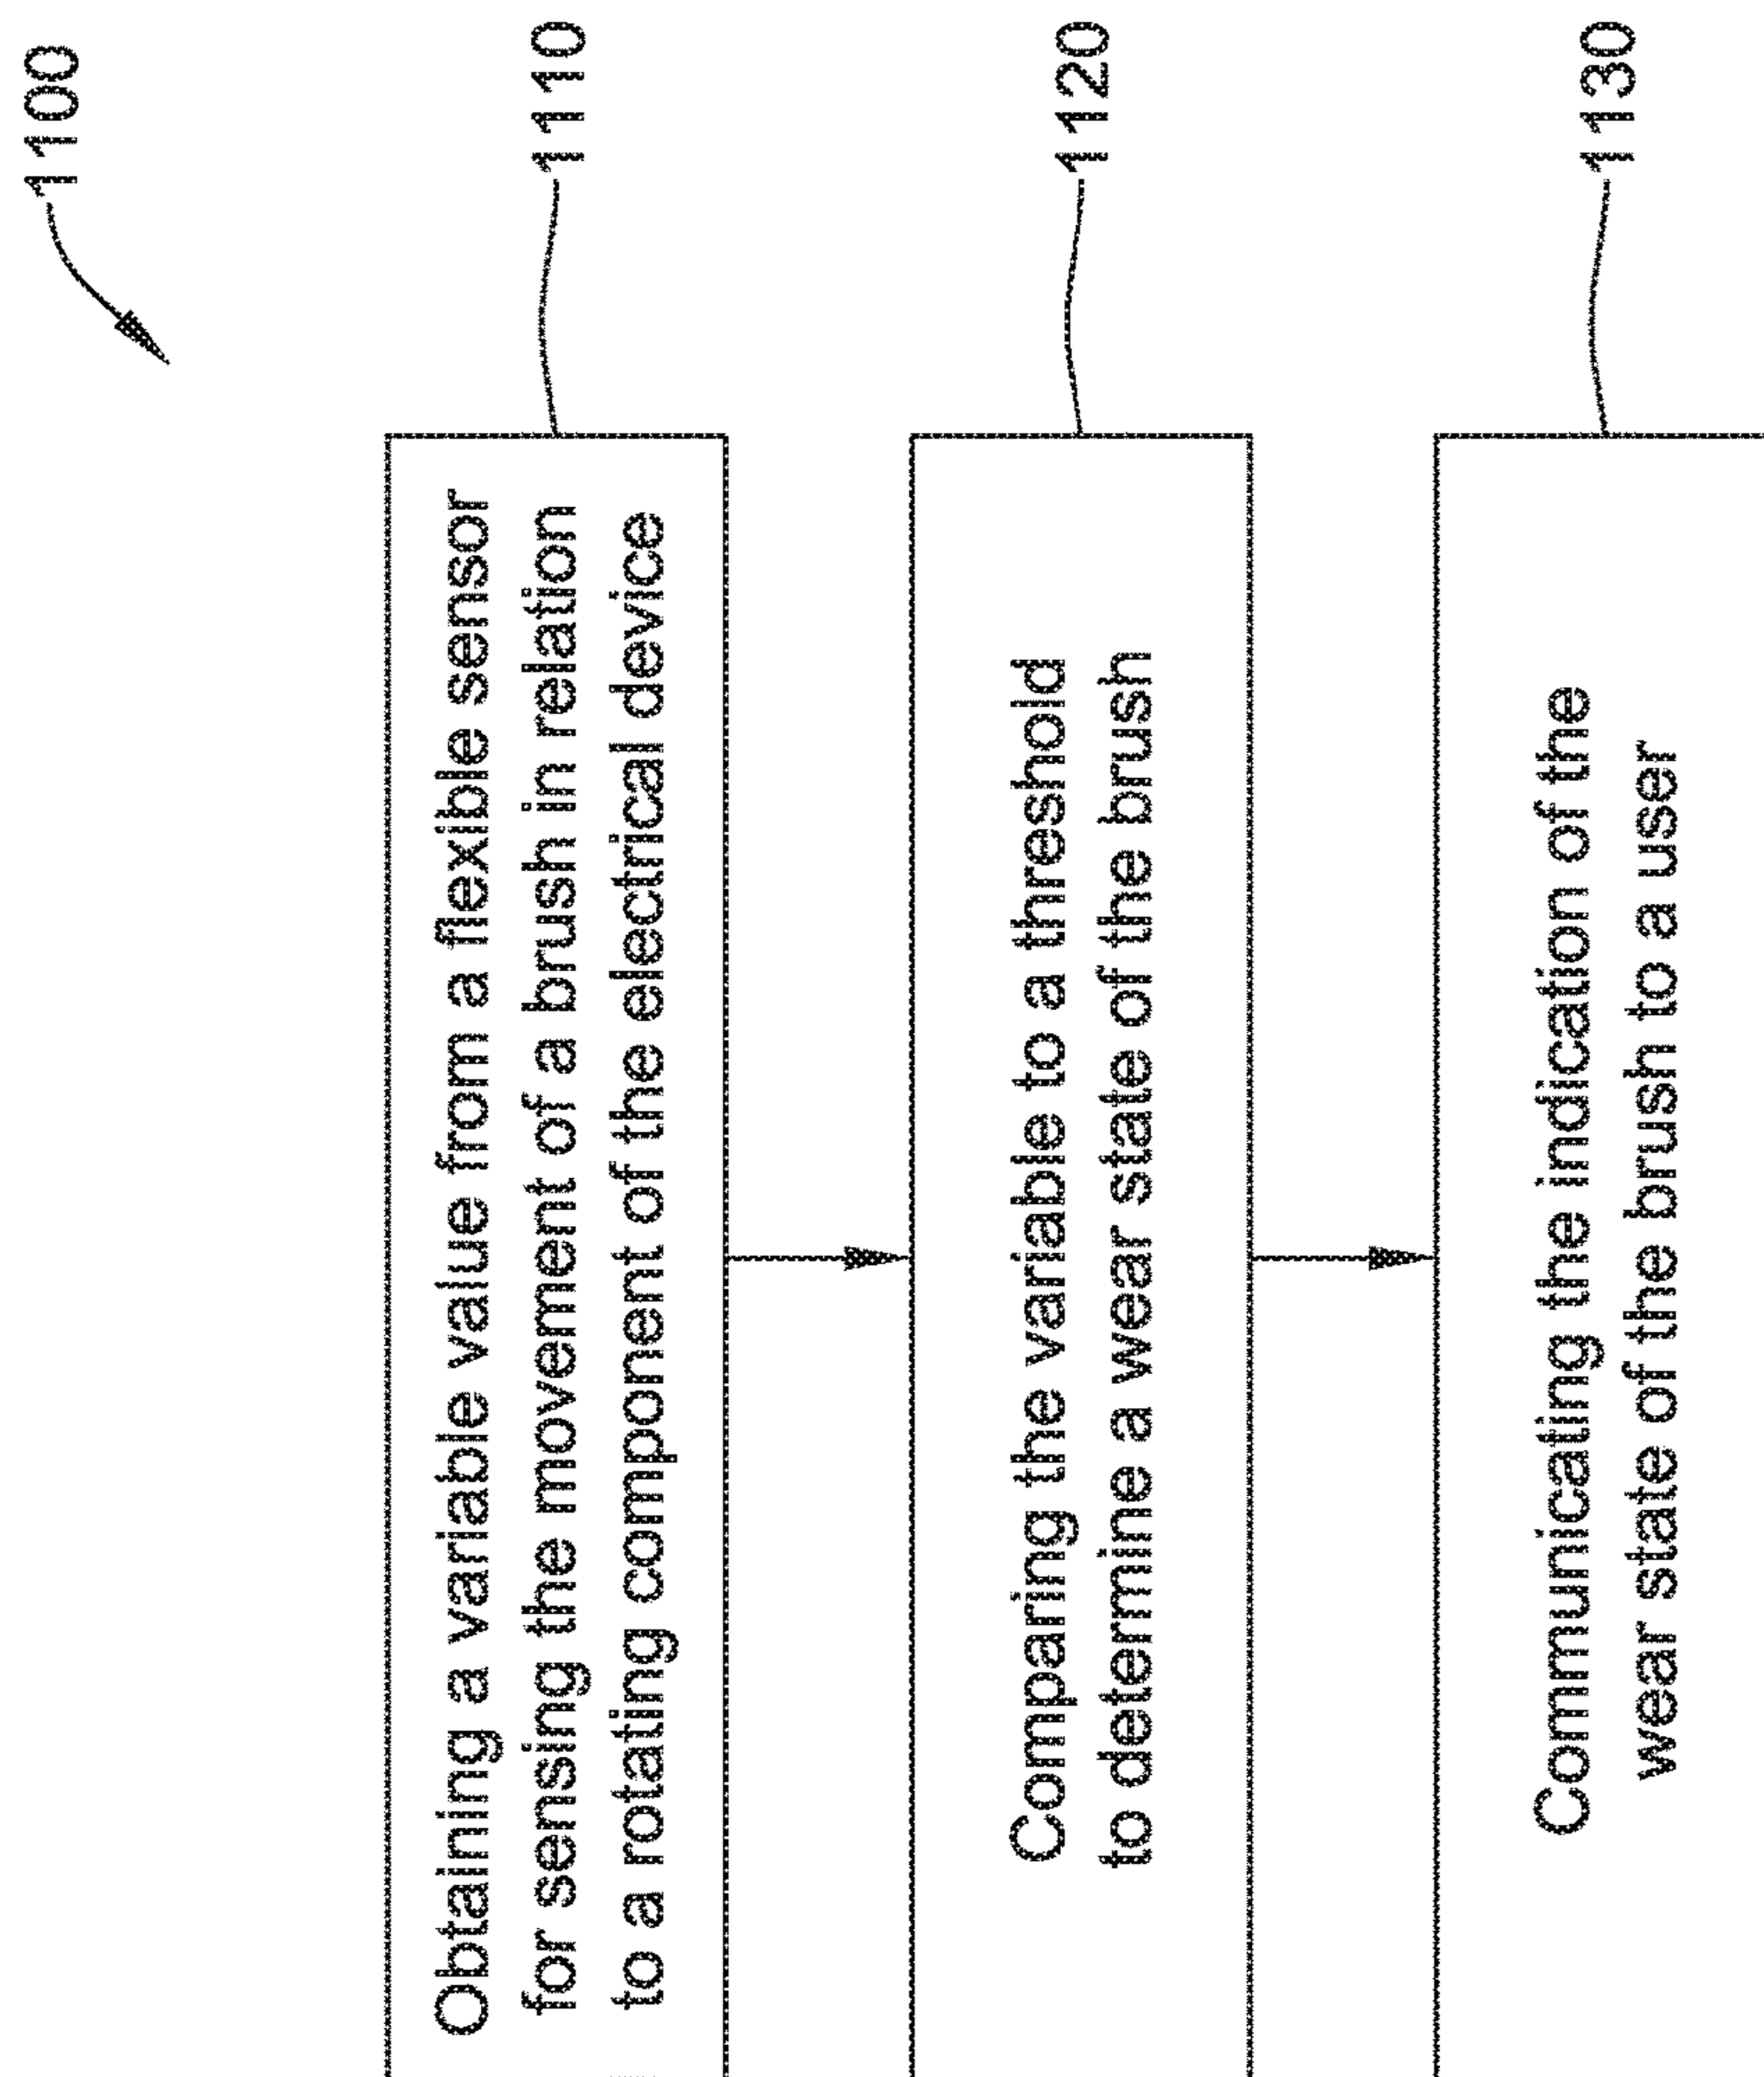 1100
1110
Obtaining a variable value from a flexible sensor
for sensing the movement of a brush in relation
to a rotating component of the electrical device
1120
Comparing the variable to a threshold
to determine a wear state of the brush
1130
Communicating the indication of the
wear state of the brush to a user